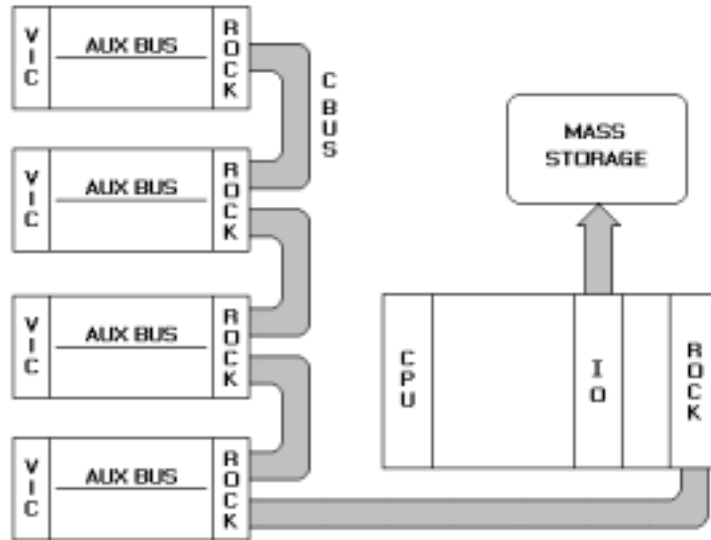 VIC
AUX BUS
ROCK
C BUS
VIC
AUX BUS
ROCK
MASS
STORAGE
VIC
AUX BUS
ROCK
CPU
IO
ROCK
VIC
AUX BUS
ROCK